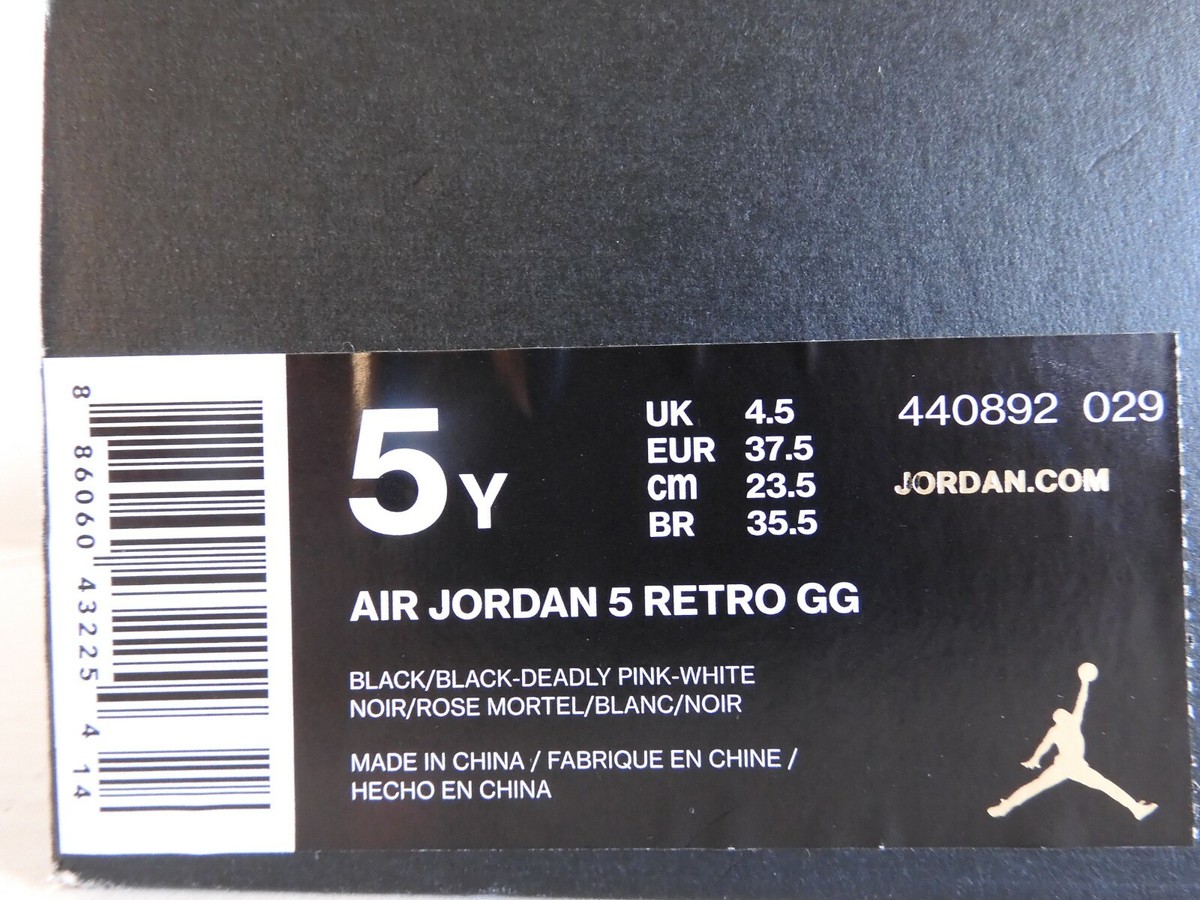 8 86060 43225 4 14
5Y
UK 4.5
EUR 37.5
cm 23.5
BR 35.5
440892 029
JORDAN.COM
AIR JORDAN 5 RETRO GG
BLACK/BLACK-DEADLY PINK-WHITE
NOIR/ROSE MORTEL/BLANC/NOIR
MADE IN CHINA / FABRIQUE EN CHINE /
HECHO EN CHINA